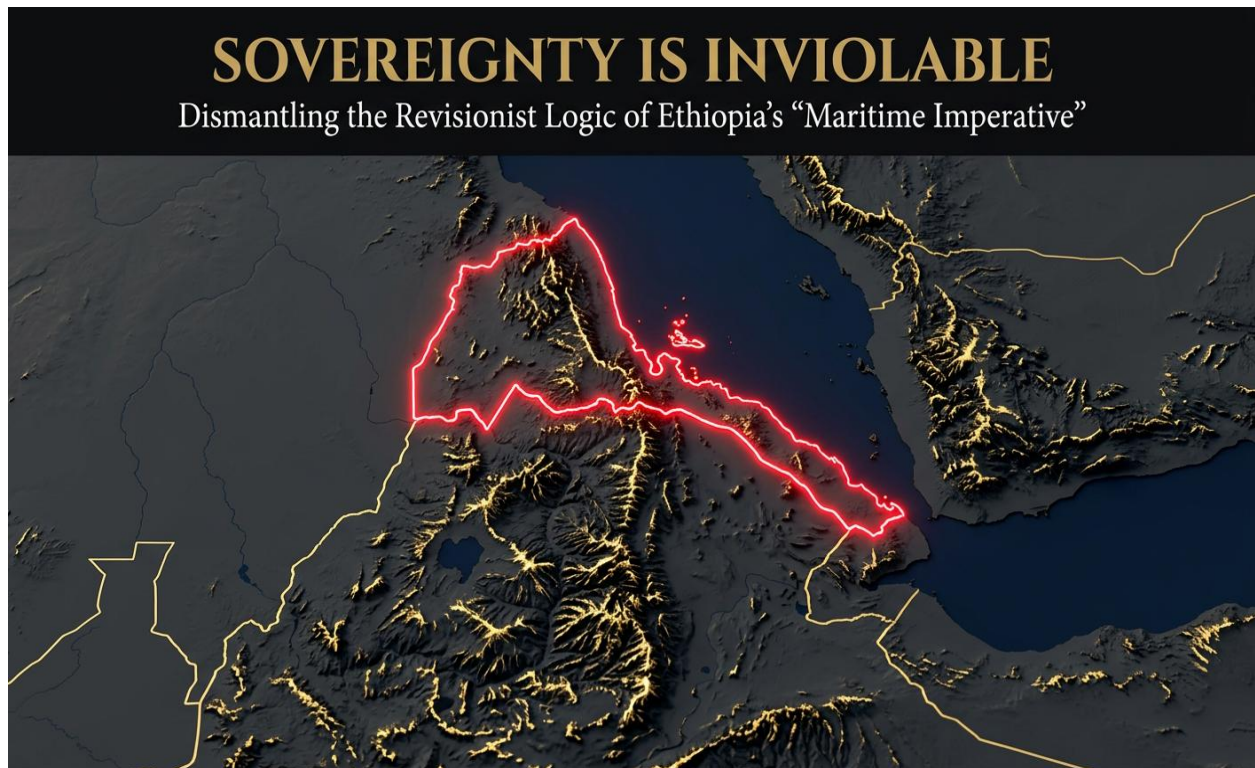 SOVEREIGNTY IS INVIOLABLE
Dismantling the Revisionist Logic of Ethiopia’s “Maritime Imperative”